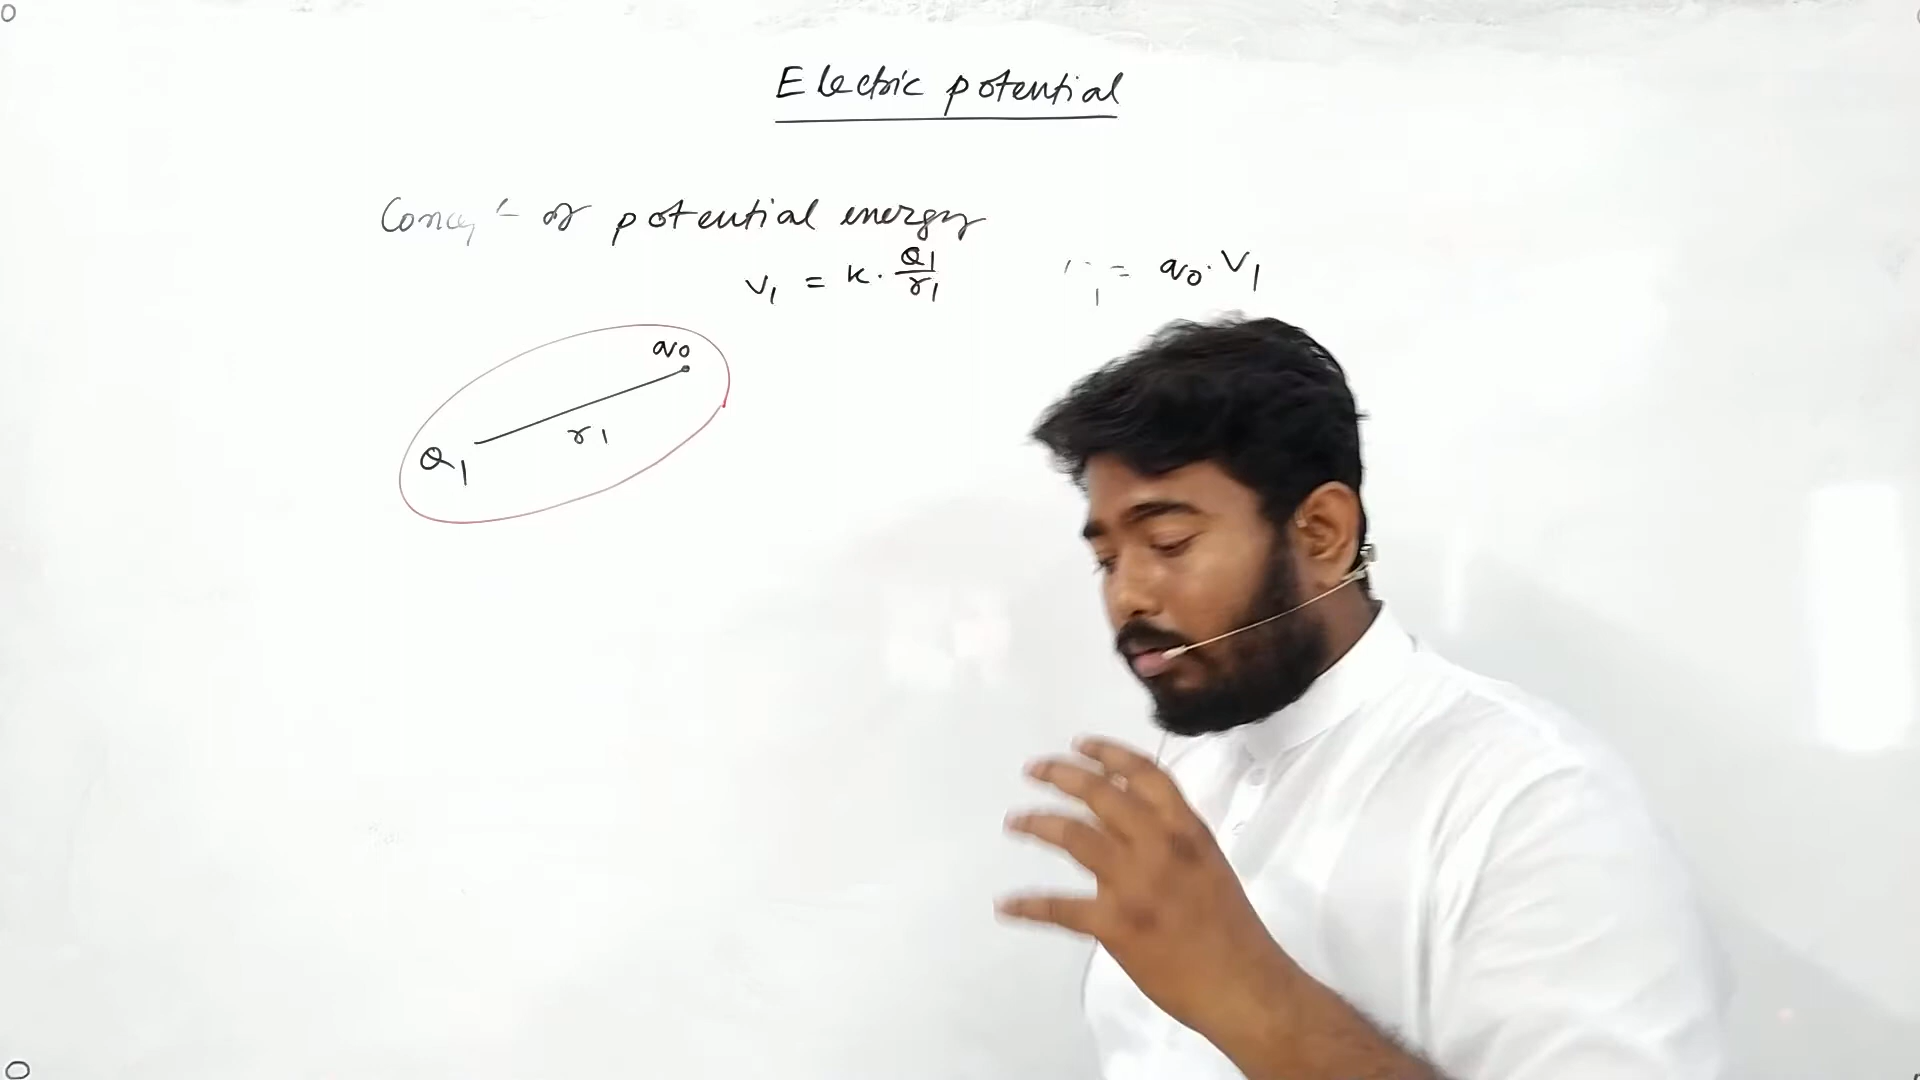 Electric potential
Concept of potential energy
V₁ = k · Q₁/r₁
= q₀ · V₁
q₀
r₁
Q₁